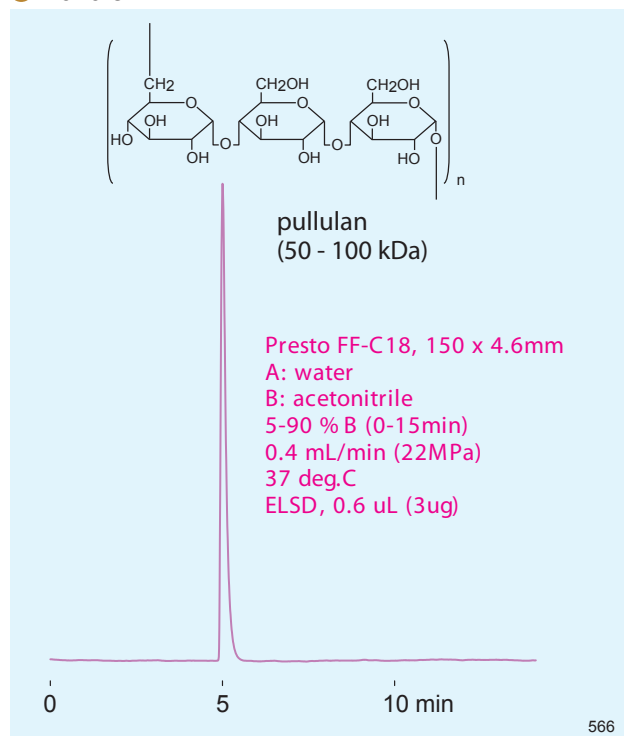 CH2 CH2OH CH2OH
O O O
OH OH OH
HO O O O
OH OH HO
n
pullulan
(50 - 100 kDa)
Presto FF-C18, 150 x 4.6mm
A: water
B: acetonitrile
5-90 % B (0-15min)
0.4 mL/min (22MPa)
37 deg.C
ELSD, 0.6 uL (3ug)
0 5 10 min
566